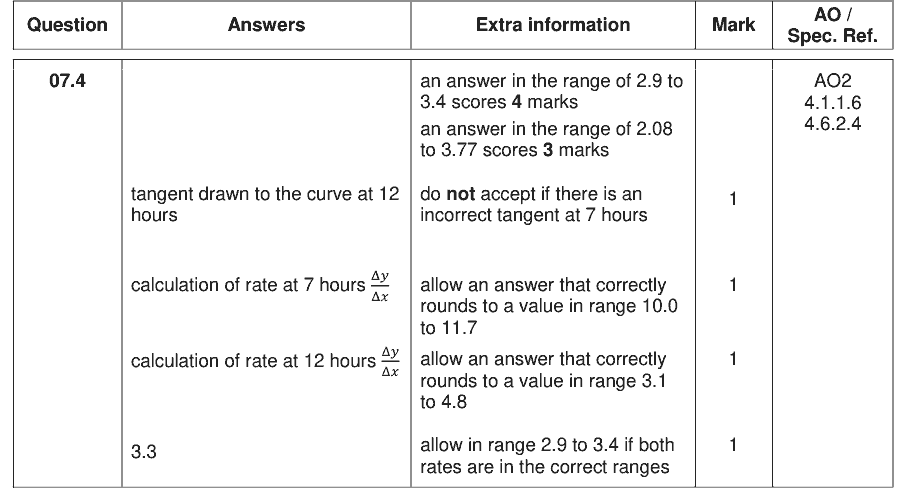 Question Answers Extra information Mark AO / Spec. Ref.
07.4 an answer in the range of 2.9 to AO2
3.4 scores 4 marks 4.1.1.6
an answer in the range of 2.08 4.6.2.4
to 3.77 scores 3 marks
tangent drawn to the curve at 12 do not accept if there is an 1
hours incorrect tangent at 7 hours
calculation of rate at 7 hours Δy/Δx allow an answer that correctly 1
rounds to a value in range 10.0
to 11.7
calculation of rate at 12 hours Δy/Δx allow an answer that correctly 1
rounds to a value in range 3.1
to 4.8
3.3 allow in range 2.9 to 3.4 if both 1
rates are in the correct ranges